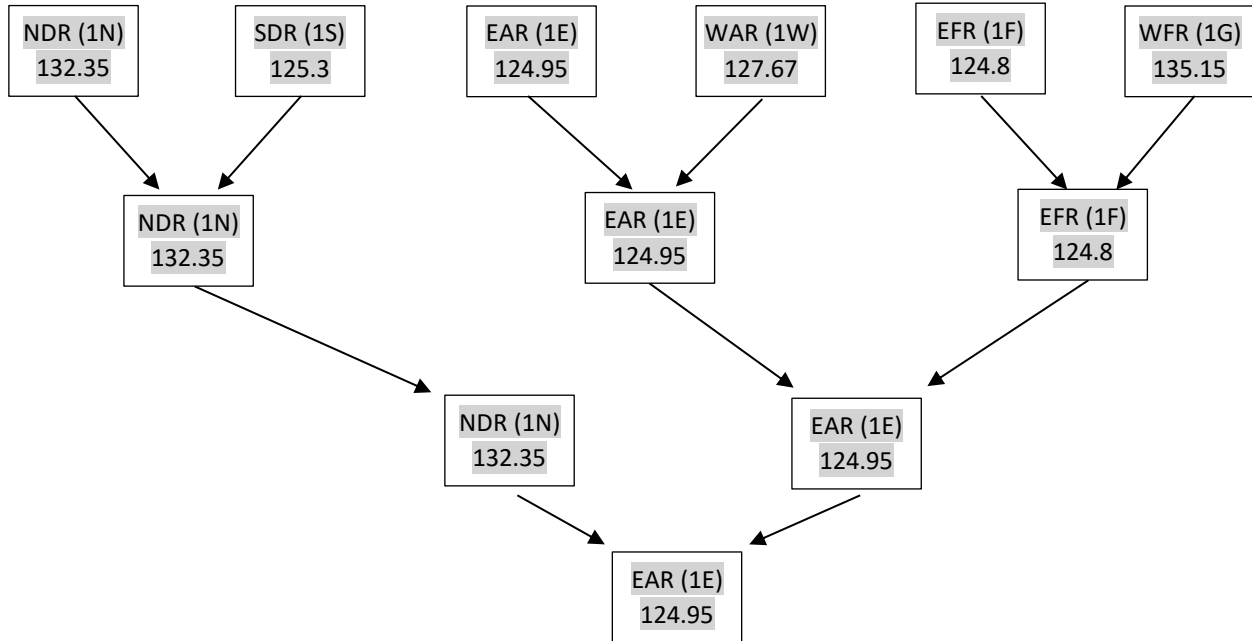 NDR (1N)
132.35
SDR (1S)
125.3
EAR (1E)
124.95
WAR (1W)
127.67
EFR (1F)
124.8
WFR (1G)
135.15
NDR (1N)
132.35
EAR (1E)
124.95
EFR (1F)
124.8
NDR (1N)
132.35
EAR (1E)
124.95
EAR (1E)
124.95